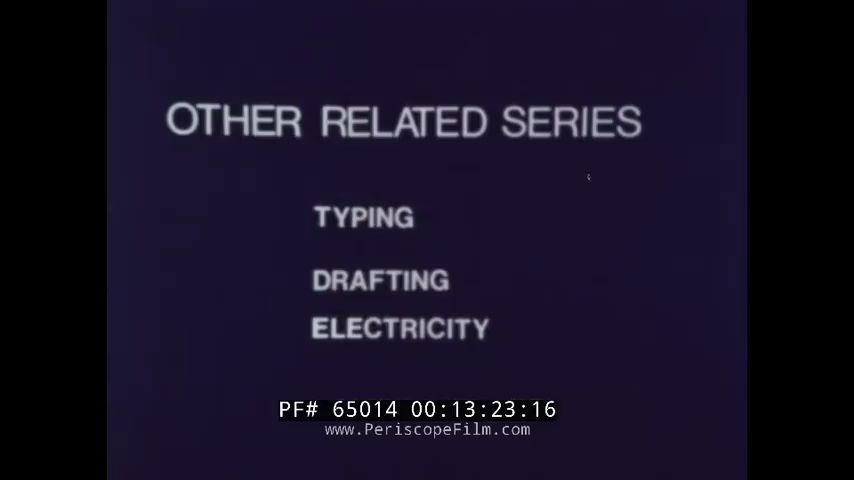 OTHER RELATED SERIES
TYPING
DRAFTING
ELECTRICITY
PF# 65014 00:13:23:16
www.PeriscopeFilm.com